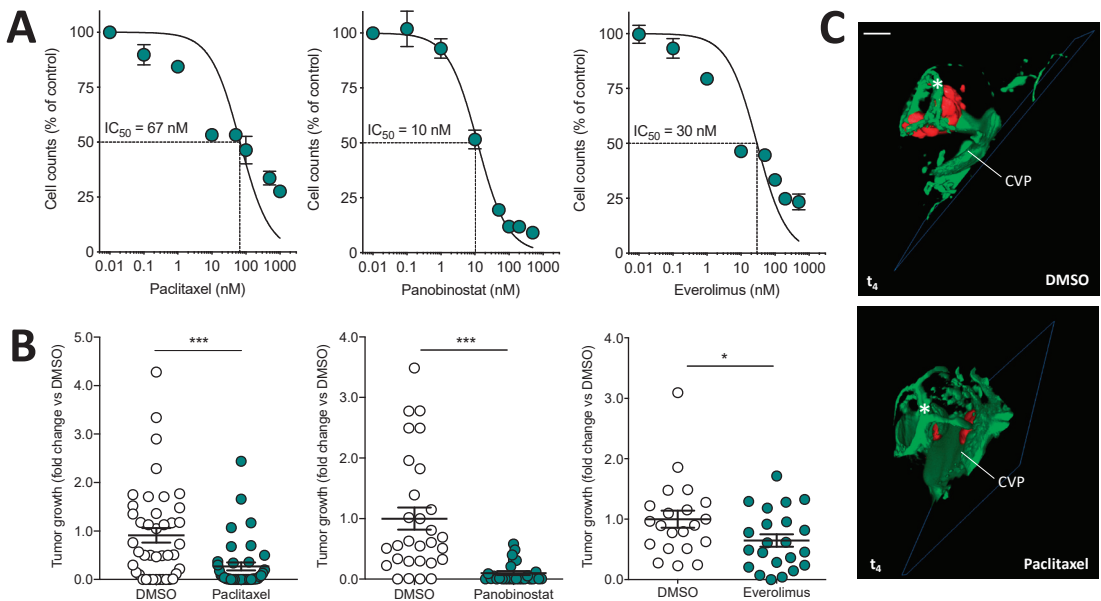 A
Cell counts (% of control)
100
75
50
25
0
IC50 = 67 nM
0.01 0.1 1 10 100 1000
Paclitaxel (nM)
Cell counts (% of control)
100
75
50
25
0
IC50 = 10 nM
0.01 0.1 1 10 100 1000
Panobinostat (nM)
Cell counts (% of control)
100
75
50
25
0
IC50 = 30 nM
0.01 0.1 1 10 100 1000
Everolimus (nM)
B
Tumor growth (fold change vs DMSO)
5.0
4.0
3.0
2.0
1.0
0.0
***
DMSO Paclitaxel
Tumor growth (fold change vs DMSO)
4.0
3.0
2.0
1.0
0.0
***
DMSO Panobinostat
Tumor growth (fold change vs DMSO)
4.0
3.0
2.0
1.0
0.0
*
DMSO Everolimus
C
*
CVP
t4
DMSO
*
CVP
t4
Paclitaxel